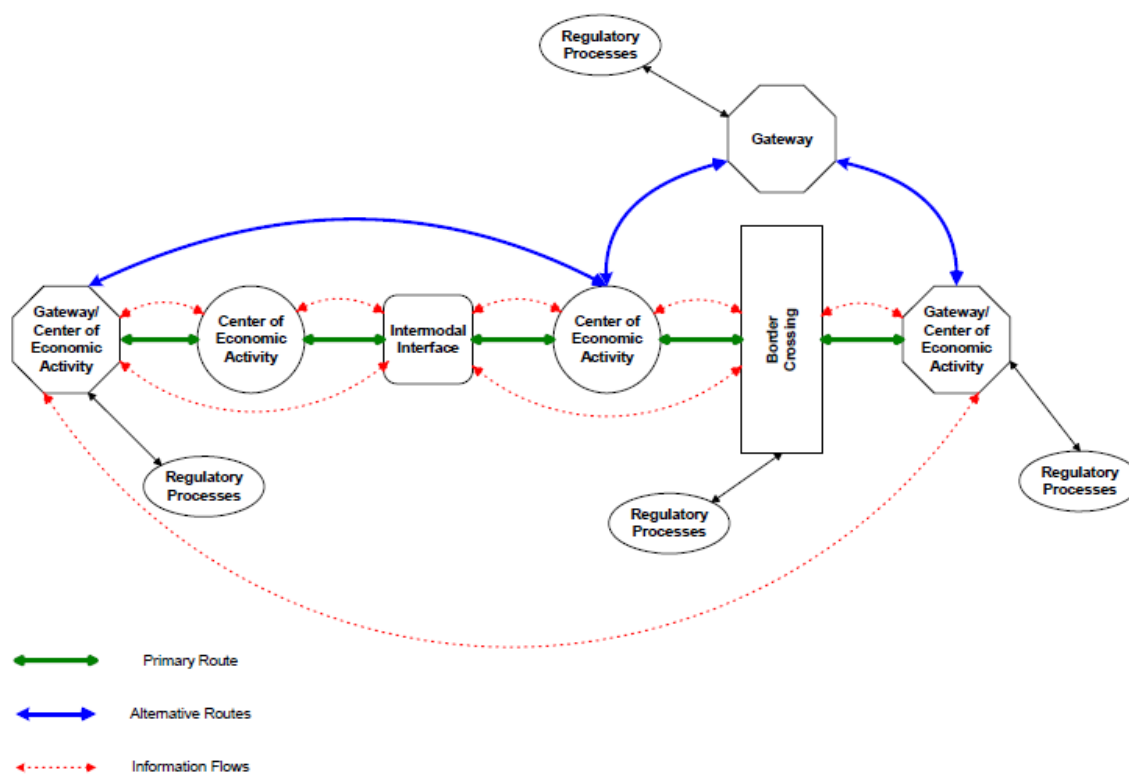 Regulatory
Processes
Gateway
Gateway/
Center of
Economic
Activity
Center of
Economic
Activity
Intermodal
Interface
Center of
Economic
Activity
Border
Crossing
Gateway/
Center of
Economic
Activity
Regulatory
Processes
Regulatory
Processes
Regulatory
Processes
Primary Route
Alternative Routes
Information Flows